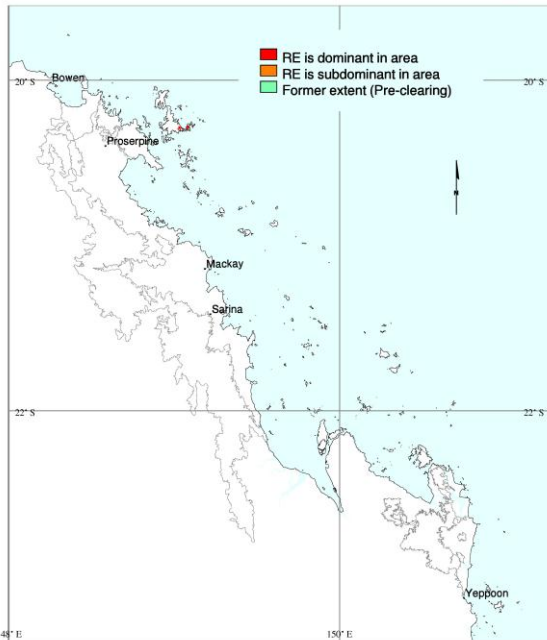 RE is dominant in area
RE is subdominant in area
Former extent (Pre-clearing)
20° S
20° S
Bowen
Proserpine
N
Mackay
Sarina
22° S
22° S
Yeppoon
48° E
150° E